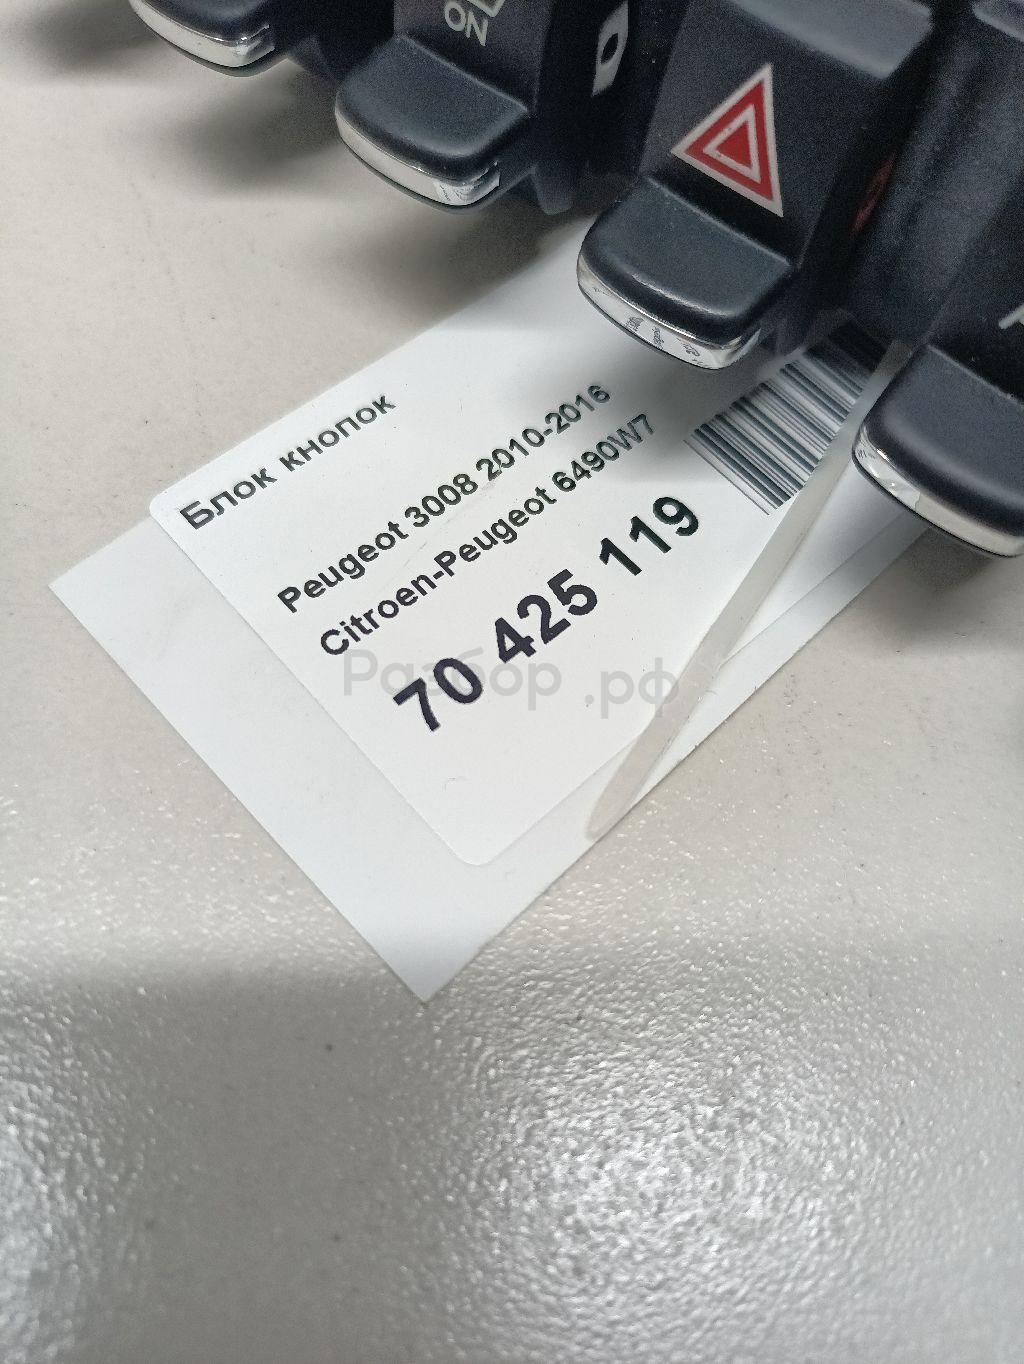 ON
Блок кнопок
Peugeot 3008 2010-2016
Citroen-Peugeot 6490W7
70 425 119
Разбор.рф